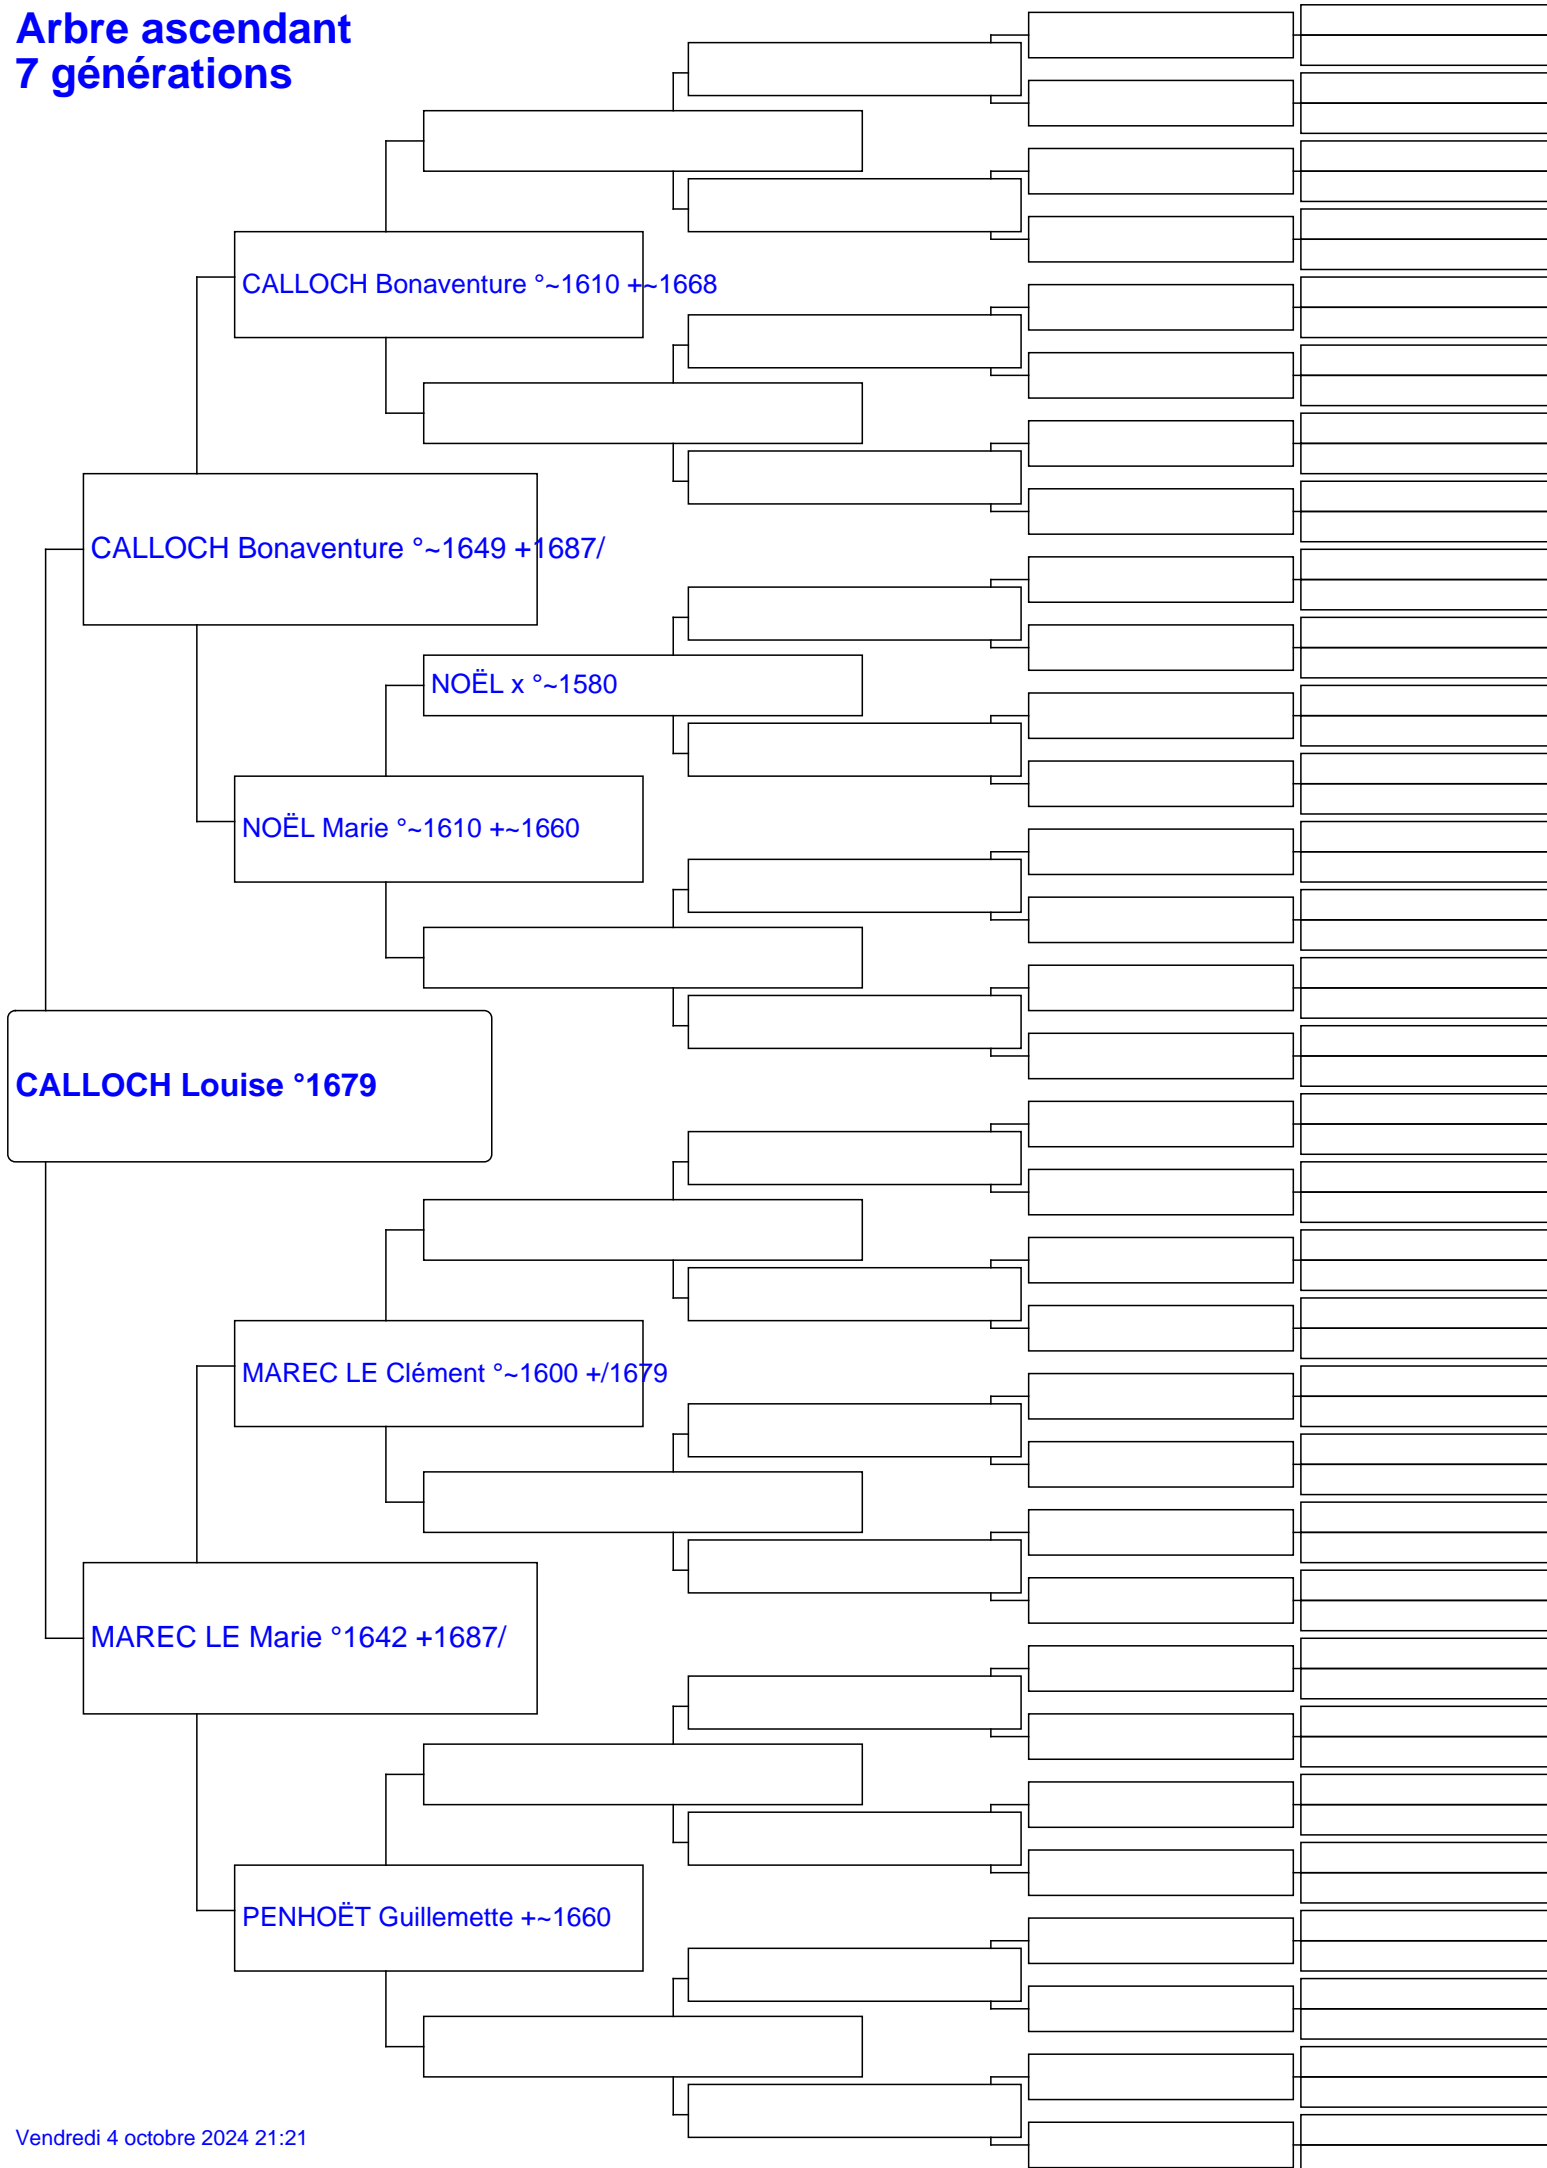 Arbre ascendant
7 générations
CALLOCH Bonaventure °~1610 +~1668
CALLOCH Bonaventure °~1649 +1687/
NOËL x °~1580
NOËL Marie °~1610 +~1660
CALLOCH Louise °1679
MAREC LE Clément °~1600 +/1679
MAREC LE Marie °1642 +1687/
PENHOËT Guillemette +~1660
Vendredi 4 octobre 2024 21:21